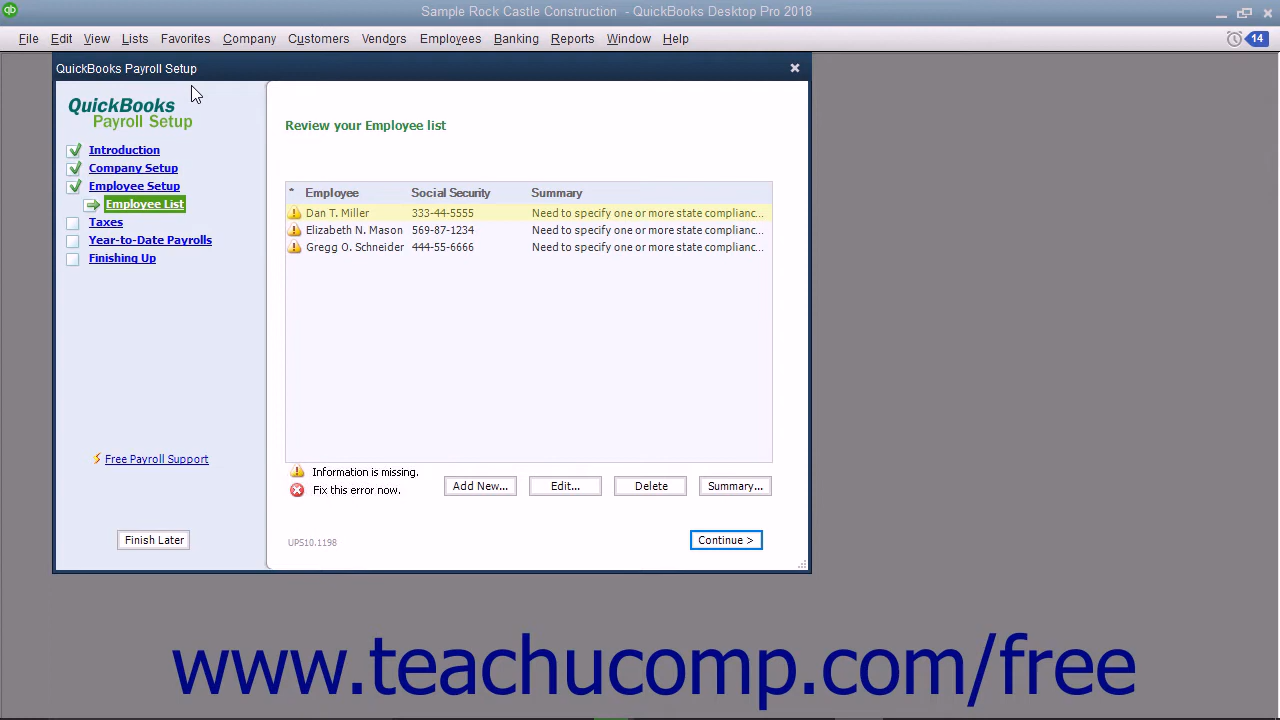 qb
Sample Rock Castle Construction - QuickBooks Desktop Pro 2018
File Edit View Lists Favorites Company Customers Vendors Employees Banking Reports Window Help 14
QuickBooks Payroll Setup
QuickBooks
Payroll Setup
Introduction
Company Setup
Employee Setup
Employee List
Taxes
Year-to-Date Payrolls
Finishing Up
Free Payroll Support
Finish Later
Review your Employee list
* Employee Social Security Summary
Dan T. Miller 333-44-5555 Need to specify one or more state complianc...
Elizabeth N. Mason 569-87-1234 Need to specify one or more state complianc...
Gregg O. Schneider 444-55-6666 Need to specify one or more state complianc...
Information is missing.
Fix this error now.
Add New... Edit... Delete Summary...
UPS10.1198
Continue >
www.teachucomp.com/free